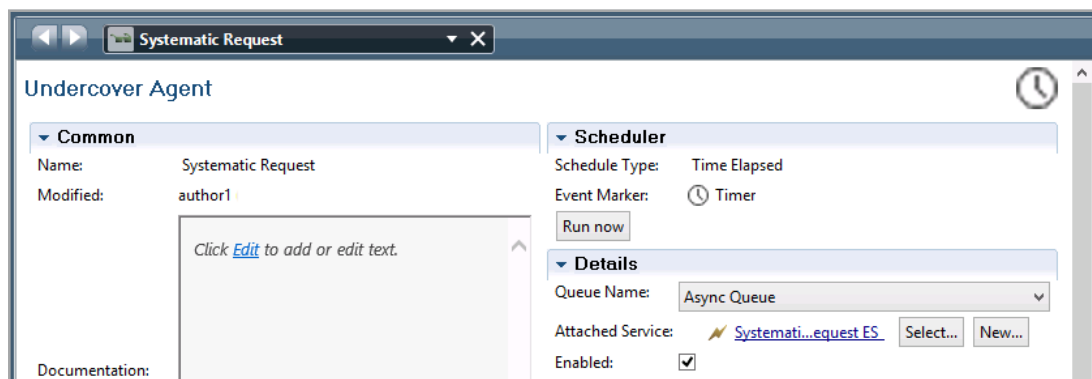 Systematic Request
Undercover Agent
Common
Name: Systematic Request
Modified: author1
Click Edit to add or edit text.
Documentation:
Scheduler
Schedule Type: Time Elapsed
Event Marker: Timer
Run now
Details
Queue Name: Async Queue
Attached Service: Systemati...equest ES Select... New...
Enabled: